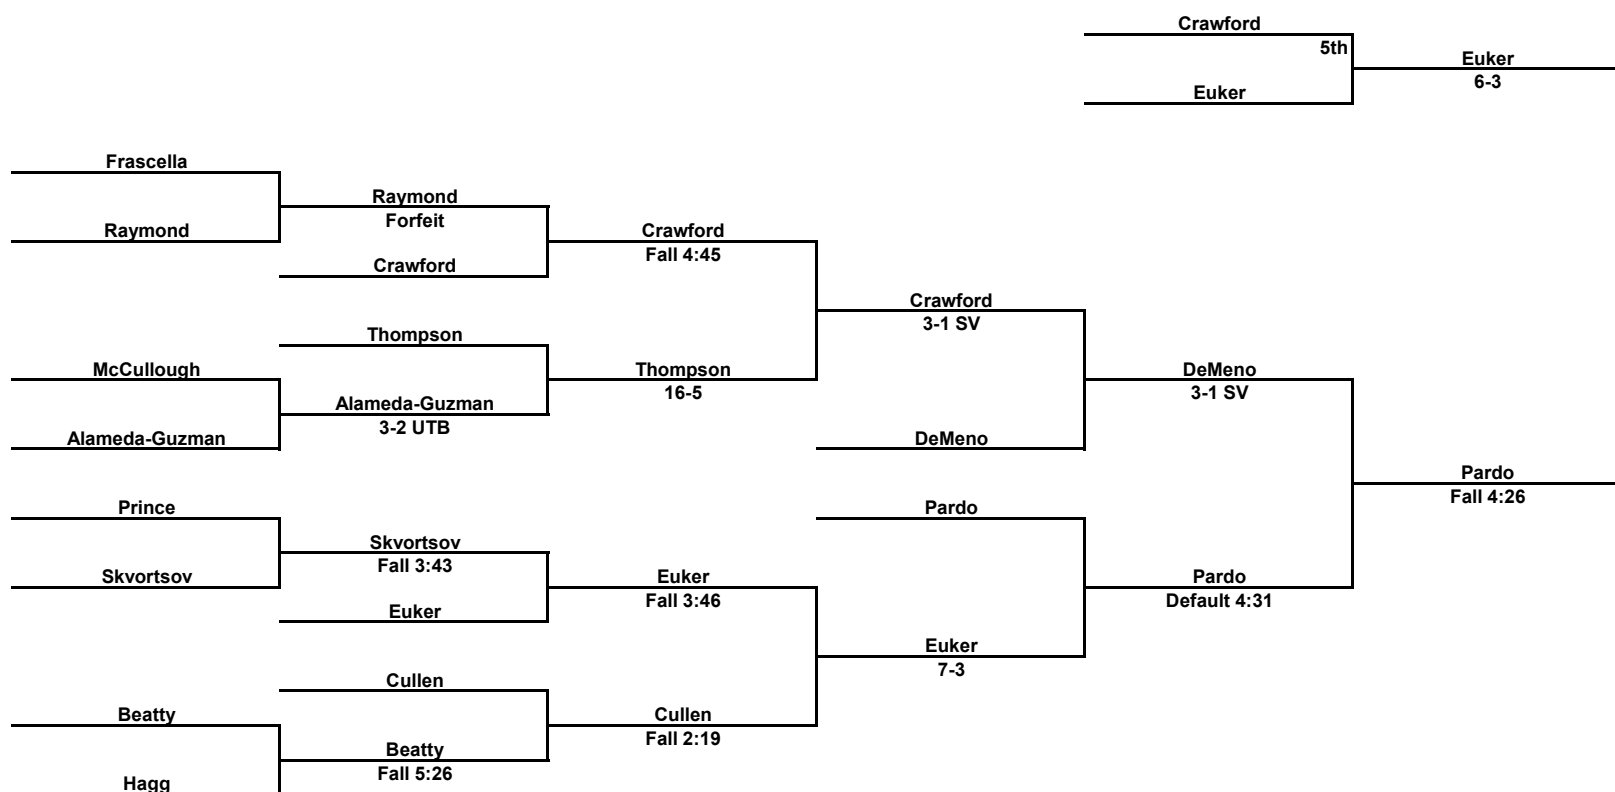 Crawford
5th
Euker
6-3
Euker
Frascella
Raymond
Forfeit
Raymond
Crawford
Fall 4:45
Crawford
Crawford
3-1 SV
Thompson
McCullough
Thompson
16-5
DeMeno
3-1 SV
Alameda-Guzman
3-2 UTB
Alameda-Guzman
DeMeno
Pardo
Fall 4:26
Prince
Pardo
Skvortsov
Fall 3:43
Skvortsov
Euker
Fall 3:46
Pardo
Default 4:31
Euker
Euker
7-3
Cullen
Beatty
Cullen
Fall 2:19
Beatty
Fall 5:26
Hagg